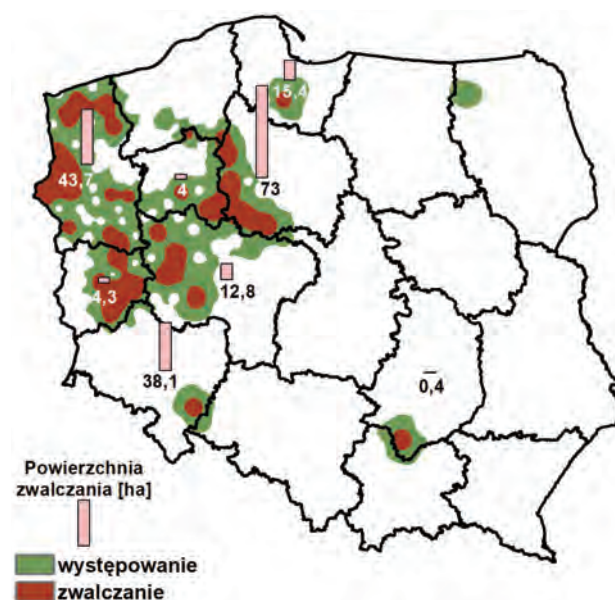 15,4
43,7
4
73
4,3
12,8
38,1
0,4
Powierzchnia
zwalczania [ha]
występowanie
zwalczanie